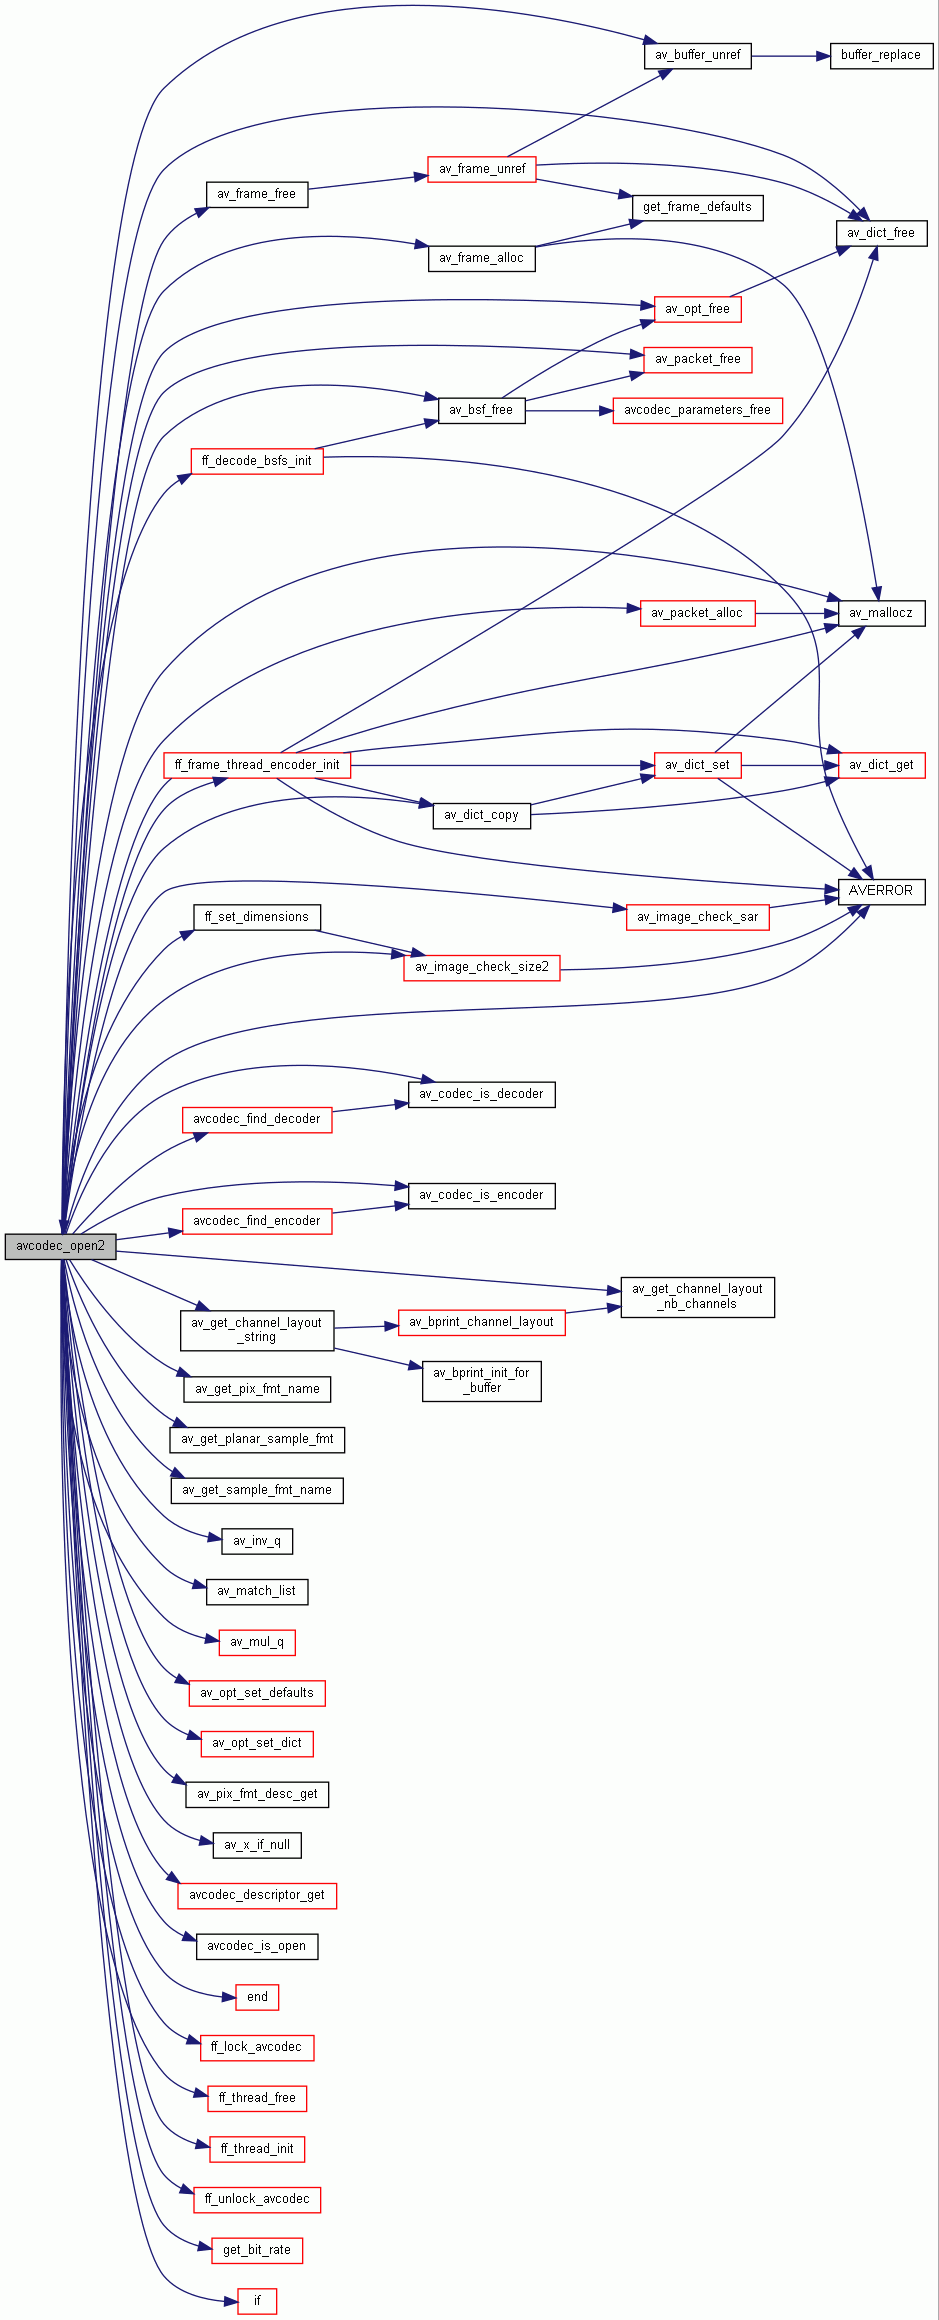 av_buffer_unref
buffer_replace
av_frame_unref
av_frame_free
get_frame_defaults
av_dict_free
av_frame_alloc
av_opt_free
av_packet_free
av_bsf_free
avcodec_parameters_free
ff_decode_bsfs_init
av_packet_alloc
av_mallocz
ff_frame_thread_encoder_init
av_dict_set
av_dict_get
av_dict_copy
AVERROR
ff_set_dimensions
av_image_check_sar
av_image_check_size2
av_codec_is_decoder
avcodec_find_decoder
av_codec_is_encoder
avcodec_find_encoder
avcodec_open2
av_get_channel_layout
_nb_channels
av_get_channel_layout
_string
av_bprint_channel_layout
av_bprint_init_for
_buffer
av_get_pix_fmt_name
av_get_planar_sample_fmt
av_get_sample_fmt_name
av_inv_q
av_match_list
av_mul_q
av_opt_set_defaults
av_opt_set_dict
av_pix_fmt_desc_get
av_x_if_null
avcodec_descriptor_get
avcodec_is_open
end
ff_lock_avcodec
ff_thread_free
ff_thread_init
ff_unlock_avcodec
get_bit_rate
if